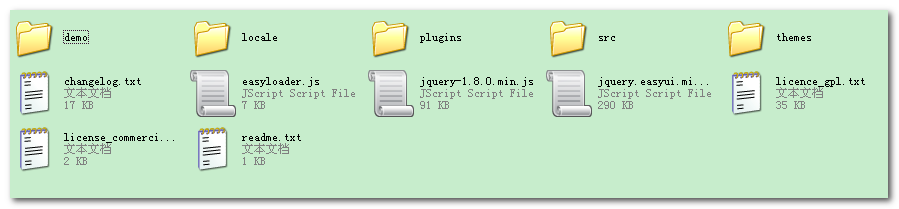 demo
locale
plugins
src
themes
changelog.txt
文本文档
17 KB
easyloader.js
JScript Script File
7 KB
jquery-1.8.0.min.js
JScript Script File
91 KB
jquery.easyui.mi...
JScript Script File
290 KB
licence_gpl.txt
文本文档
35 KB
license_commerci...
文本文档
2 KB
readme.txt
文本文档
1 KB